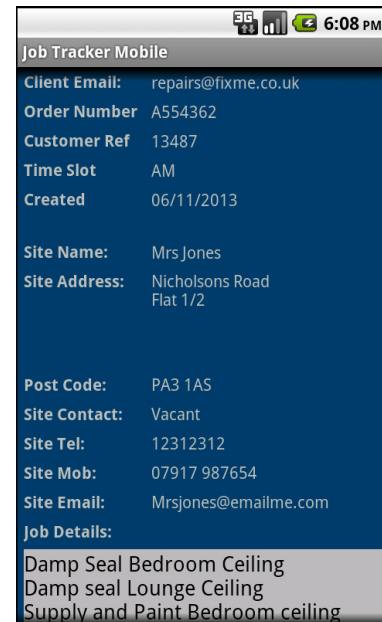 3G 6:08 PM
Job Tracker Mobile
Client Email: repairs@fixme.co.uk
Order Number A554362
Customer Ref 13487
Time Slot AM
Created 06/11/2013
Site Name: Mrs Jones
Site Address: Nicholsons Road
Flat 1/2
Post Code: PA3 1AS
Site Contact: Vacant
Site Tel: 12312312
Site Mob: 07917 987654
Site Email: Mrsjones@emailme.com
Job Details:
Damp Seal Bedroom Ceiling
Damp seal Lounge Ceiling
Supply and Paint Bedroom ceiling